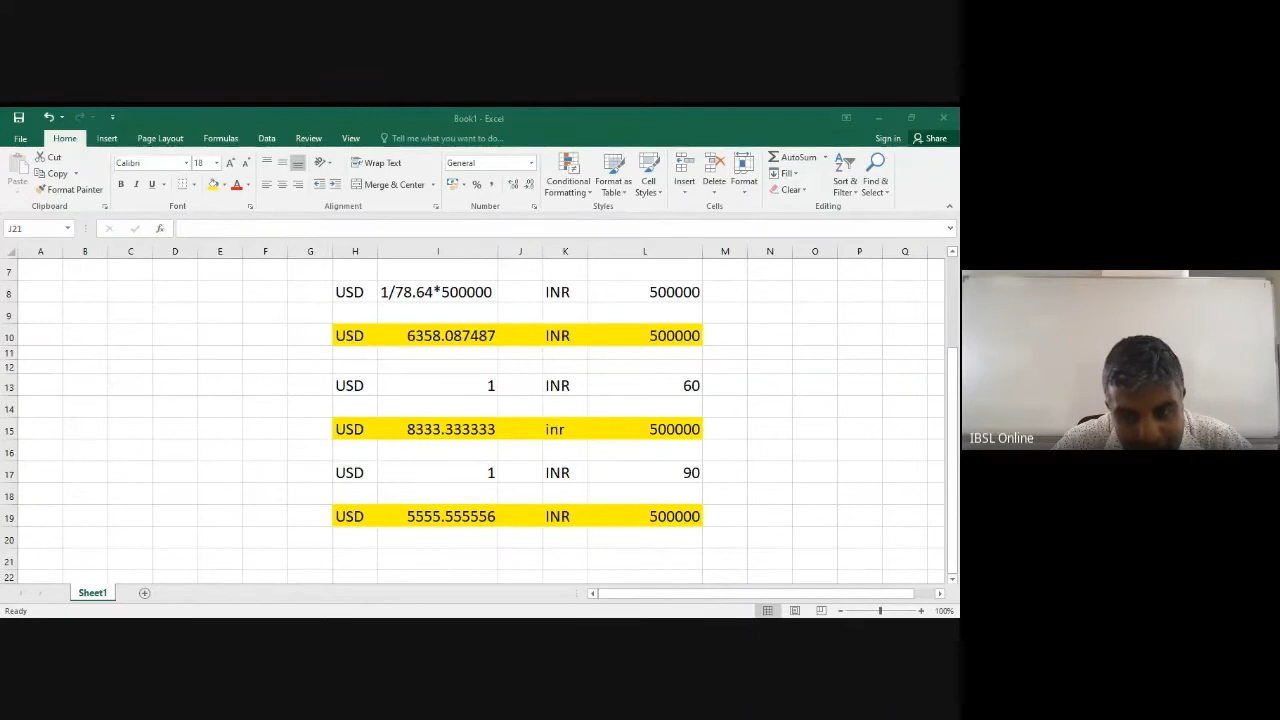 Book1 - Excel
File Home Insert Page Layout Formulas Data Review View Tell me what you want to do... Sign in Share
Paste Cut Copy Format Painter Clipboard
Calibri 18 A A B I U A Font
Wrap Text Merge & Center Alignment
General % , Number
Conditional Formatting Format as Table Cell Styles Styles
Insert Delete Format Cells
AutoSum Fill Clear Sort & Filter Find & Select Editing
J21 fx
A B C D E F G H I J K L M N O P Q
7
8 USD 1/78.64*500000 INR 500000
9
10 USD 6358.087487 INR 500000
11
12
13 USD 1 INR 60
14
15 USD 8333.333333 inr 500000
16
17 USD 1 INR 90
18
19 USD 5555.555556 INR 500000
20
21
22
Sheet1
Ready 100%
IBSL Online